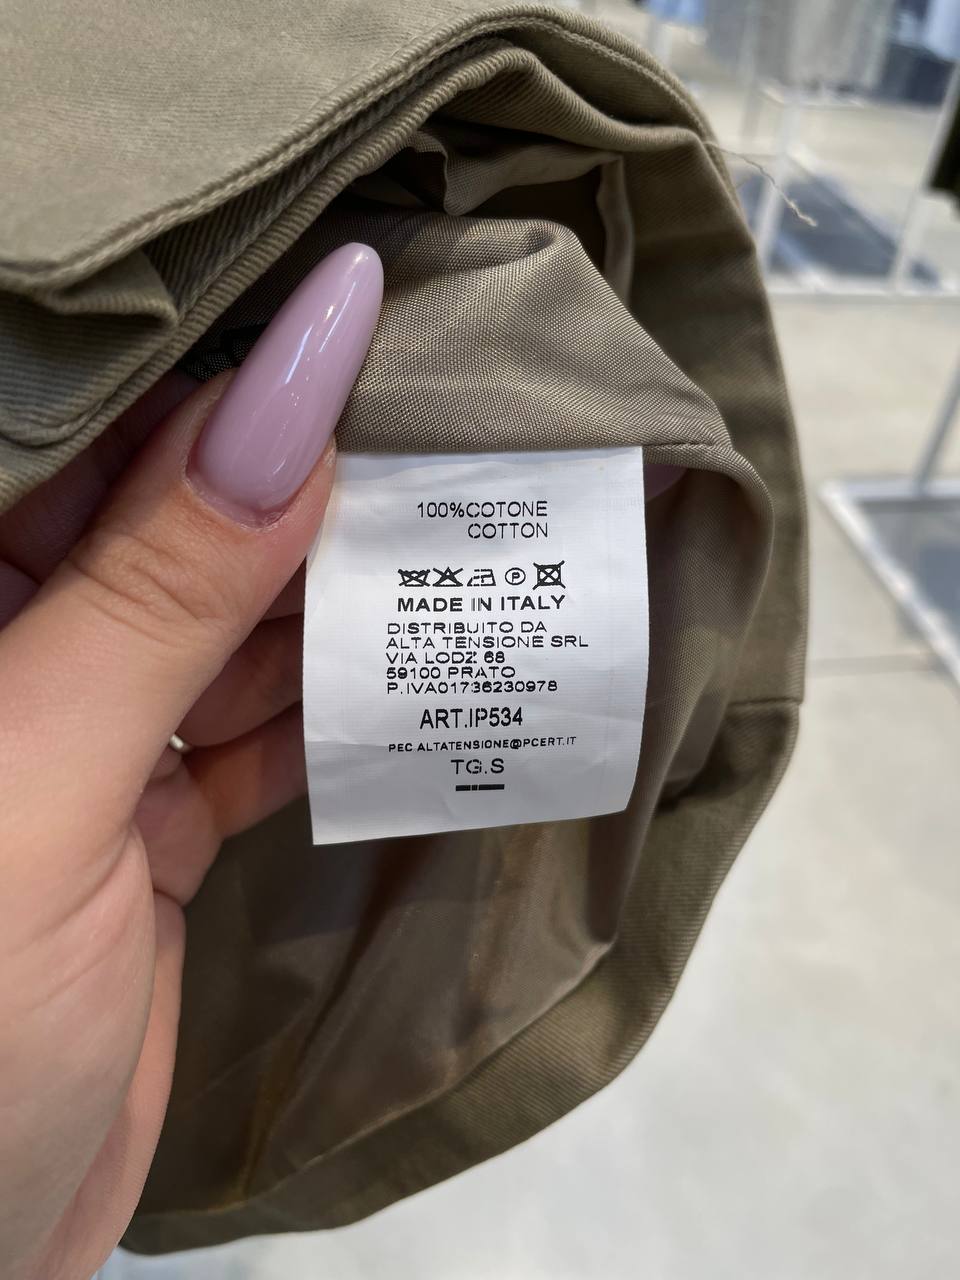 100%COTONE
COTTON
MADE IN ITALY
DISTRIBUITO DA
ALTA TENSIONE SRL
VIA LODZ 68
59100 PRATO
P.IVA01736230978
ART.IP534
PEC.ALTATENSIONE@PCERT.IT
TG.S